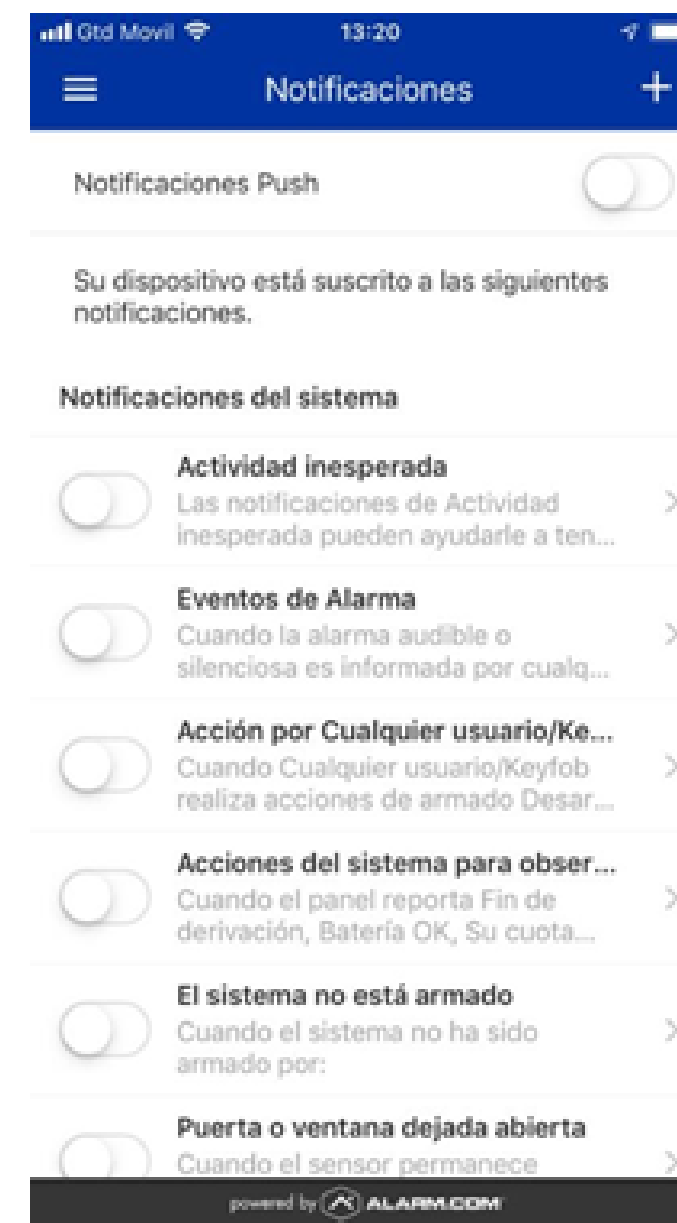 Gtd Movil 13:20
Notificaciones +
Notificaciones Push
Su dispositivo está suscrito a las siguientes
notificaciones.
Notificaciones del sistema
Actividad inesperada
Las notificaciones de Actividad
inesperada pueden ayudarle a ten...
Eventos de Alarma
Cuando la alarma audible o
silenciosa es informada por cualq...
Acción por Cualquier usuario/Ke...
Cuando Cualquier usuario/Keyfob
realiza acciones de armado Desar...
Acciones del sistema para obser...
Cuando el panel reporta Fin de
derivación, Batería OK, Su cuota...
El sistema no está armado
Cuando el sistema no ha sido
armado por:
Puerta o ventana dejada abierta
Cuando el sensor permanece
powered by ALARM.COM